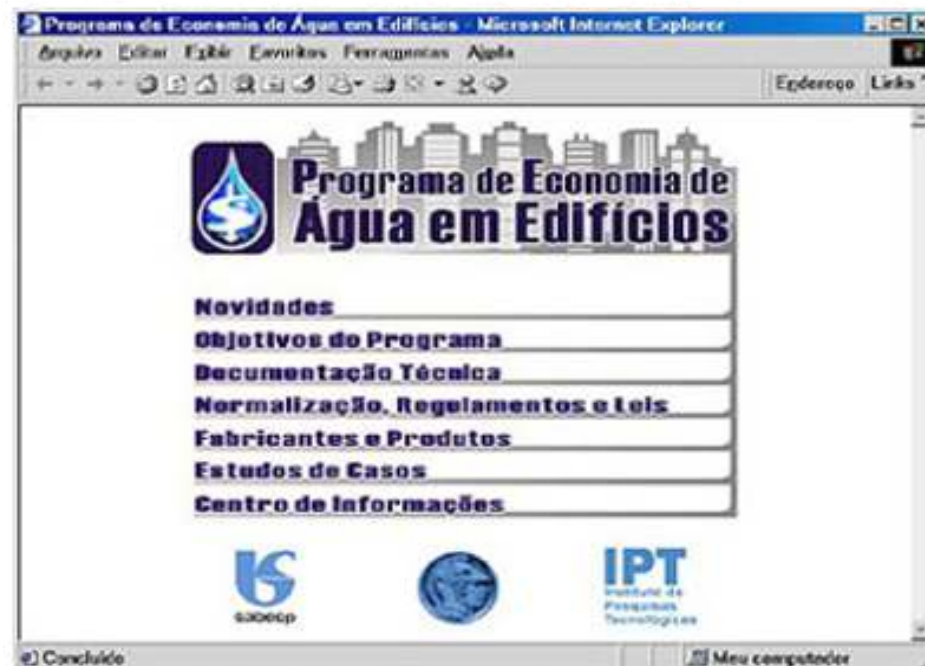 Programa de Economia de Água em Edifícios - Microsoft Internet Explorer
Arquivo Editar Exibir Favoritos Ferramentas Ajuda
Endereço Links
Programa de Economia de
Água em Edifícios
Novidades
Objetivos do Programa
Documentação Técnica
Normalização, Regulamentos e Leis
Fabricantes e Produtos
Estudos de Casos
Centro de Informações
sabesp
IPT
Instituto de
Pesquisas
Tecnológicas
Concluído
Meu computador